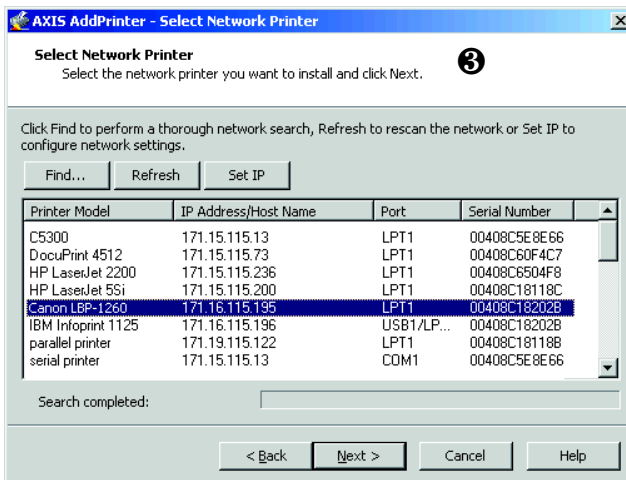 AXIS AddPrinter - Select Network Printer
Select Network Printer
Select the network printer you want to install and click Next.
❸
Click Find to perform a thorough network search, Refresh to rescan the network or Set IP to
configure network settings.
Find... Refresh Set IP
Printer Model IP Address/Host Name Port Serial Number
C5300 171.15.115.13 LPT1 00408C5E8E66
DocuPrint 4512 171.15.115.73 LPT1 00408C60F4C7
HP LaserJet 2200 171.15.115.236 LPT1 00408C6504F8
HP LaserJet 5Si 171.15.115.200 LPT1 00408C18118C
Canon LBP-1260 171.16.115.195 LPT1 00408C18202B
IBM Infoprint 1125 171.16.115.196 USB1/LP... 00408C18202B
parallel printer 171.19.115.122 LPT1 00408C18118B
serial printer 171.15.115.13 COM1 00408C5E8E66
Search completed:
< Back Next > Cancel Help